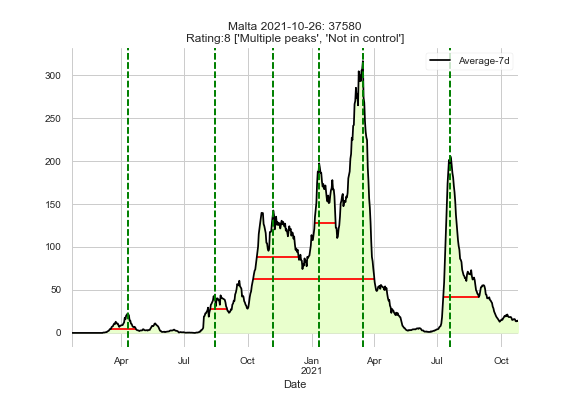 Malta 2021-10-26: 37580
Rating:8 ['Multiple peaks', 'Not in control']
Average-7d
300
250
200
150
100
50
0
Apr Jul Oct Jan Apr Jul Oct
2021
Date